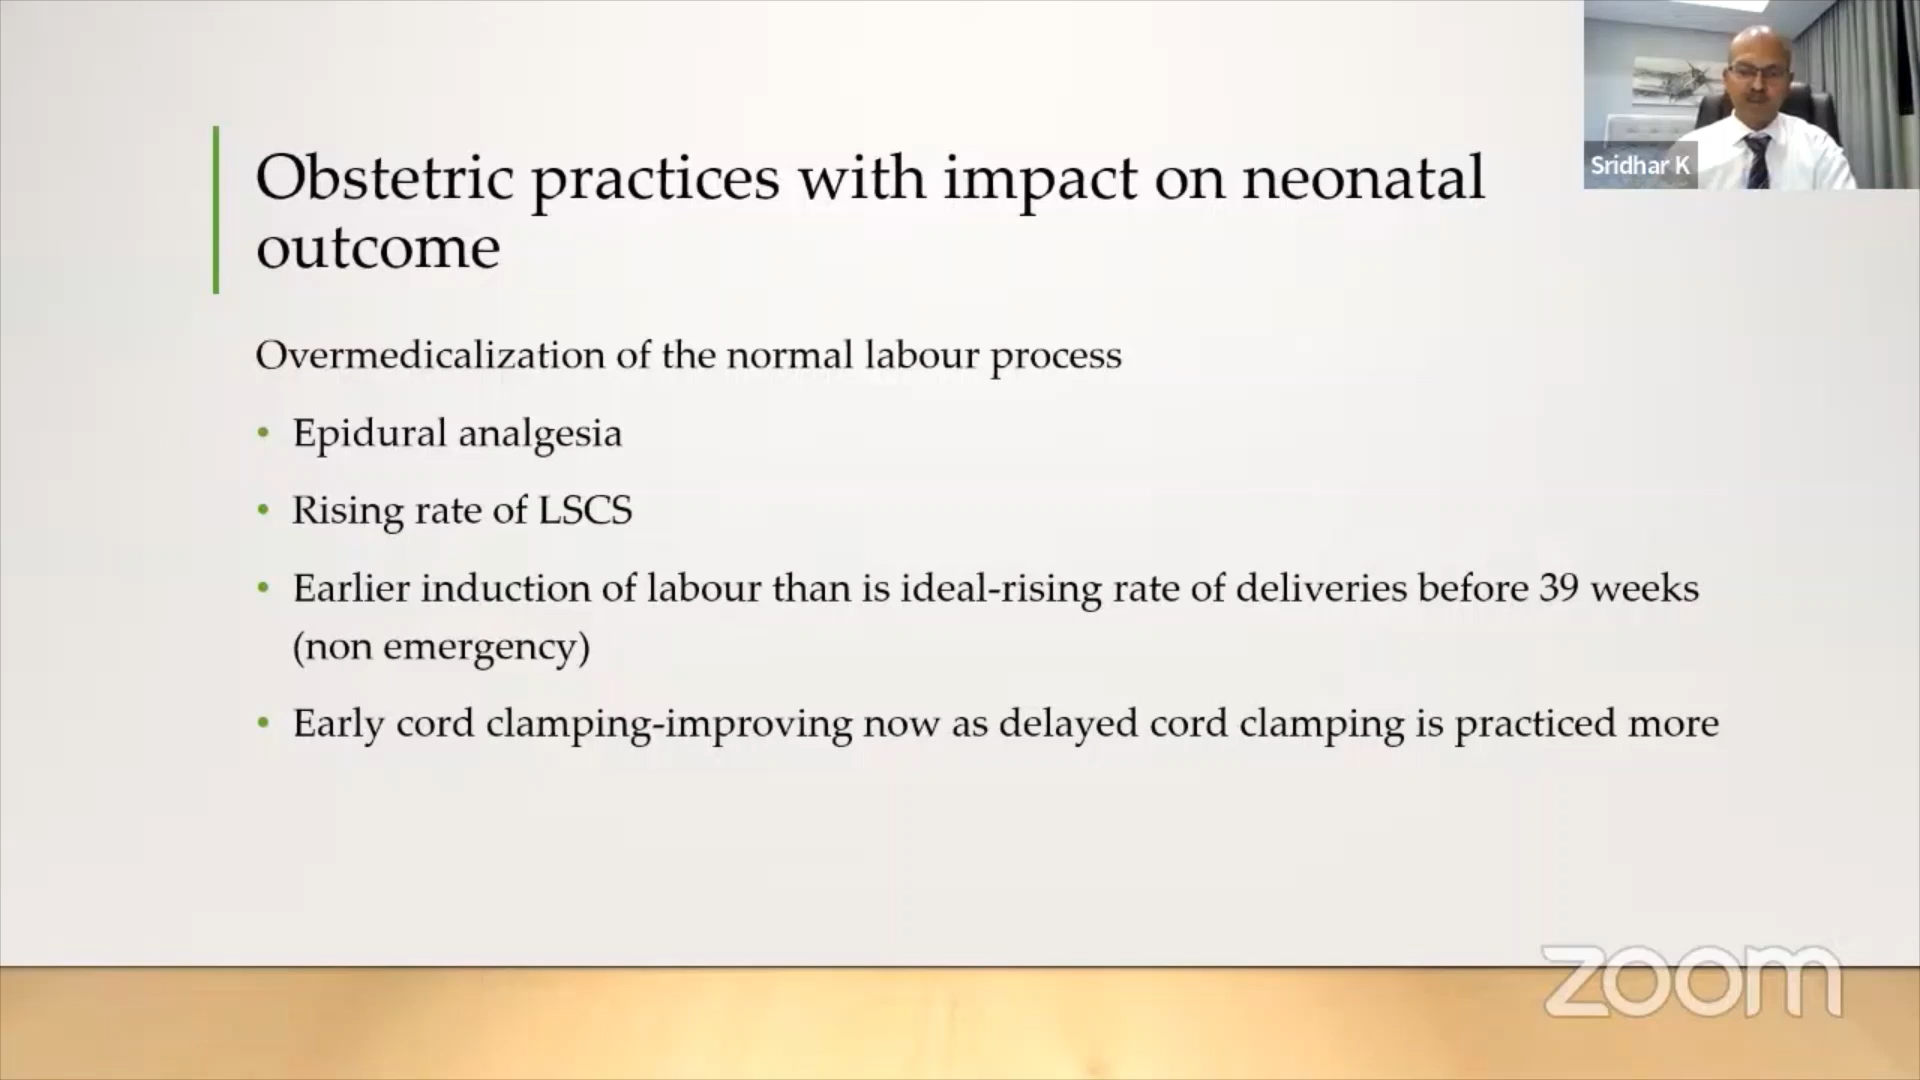 Sridhar K
Obstetric practices with impact on neonatal
outcome
Overmedicalization of the normal labour process
• Epidural analgesia
• Rising rate of LSCS
• Earlier induction of labour than is ideal-rising rate of deliveries before 39 weeks
(non emergency)
• Early cord clamping-improving now as delayed cord clamping is practiced more
zoom